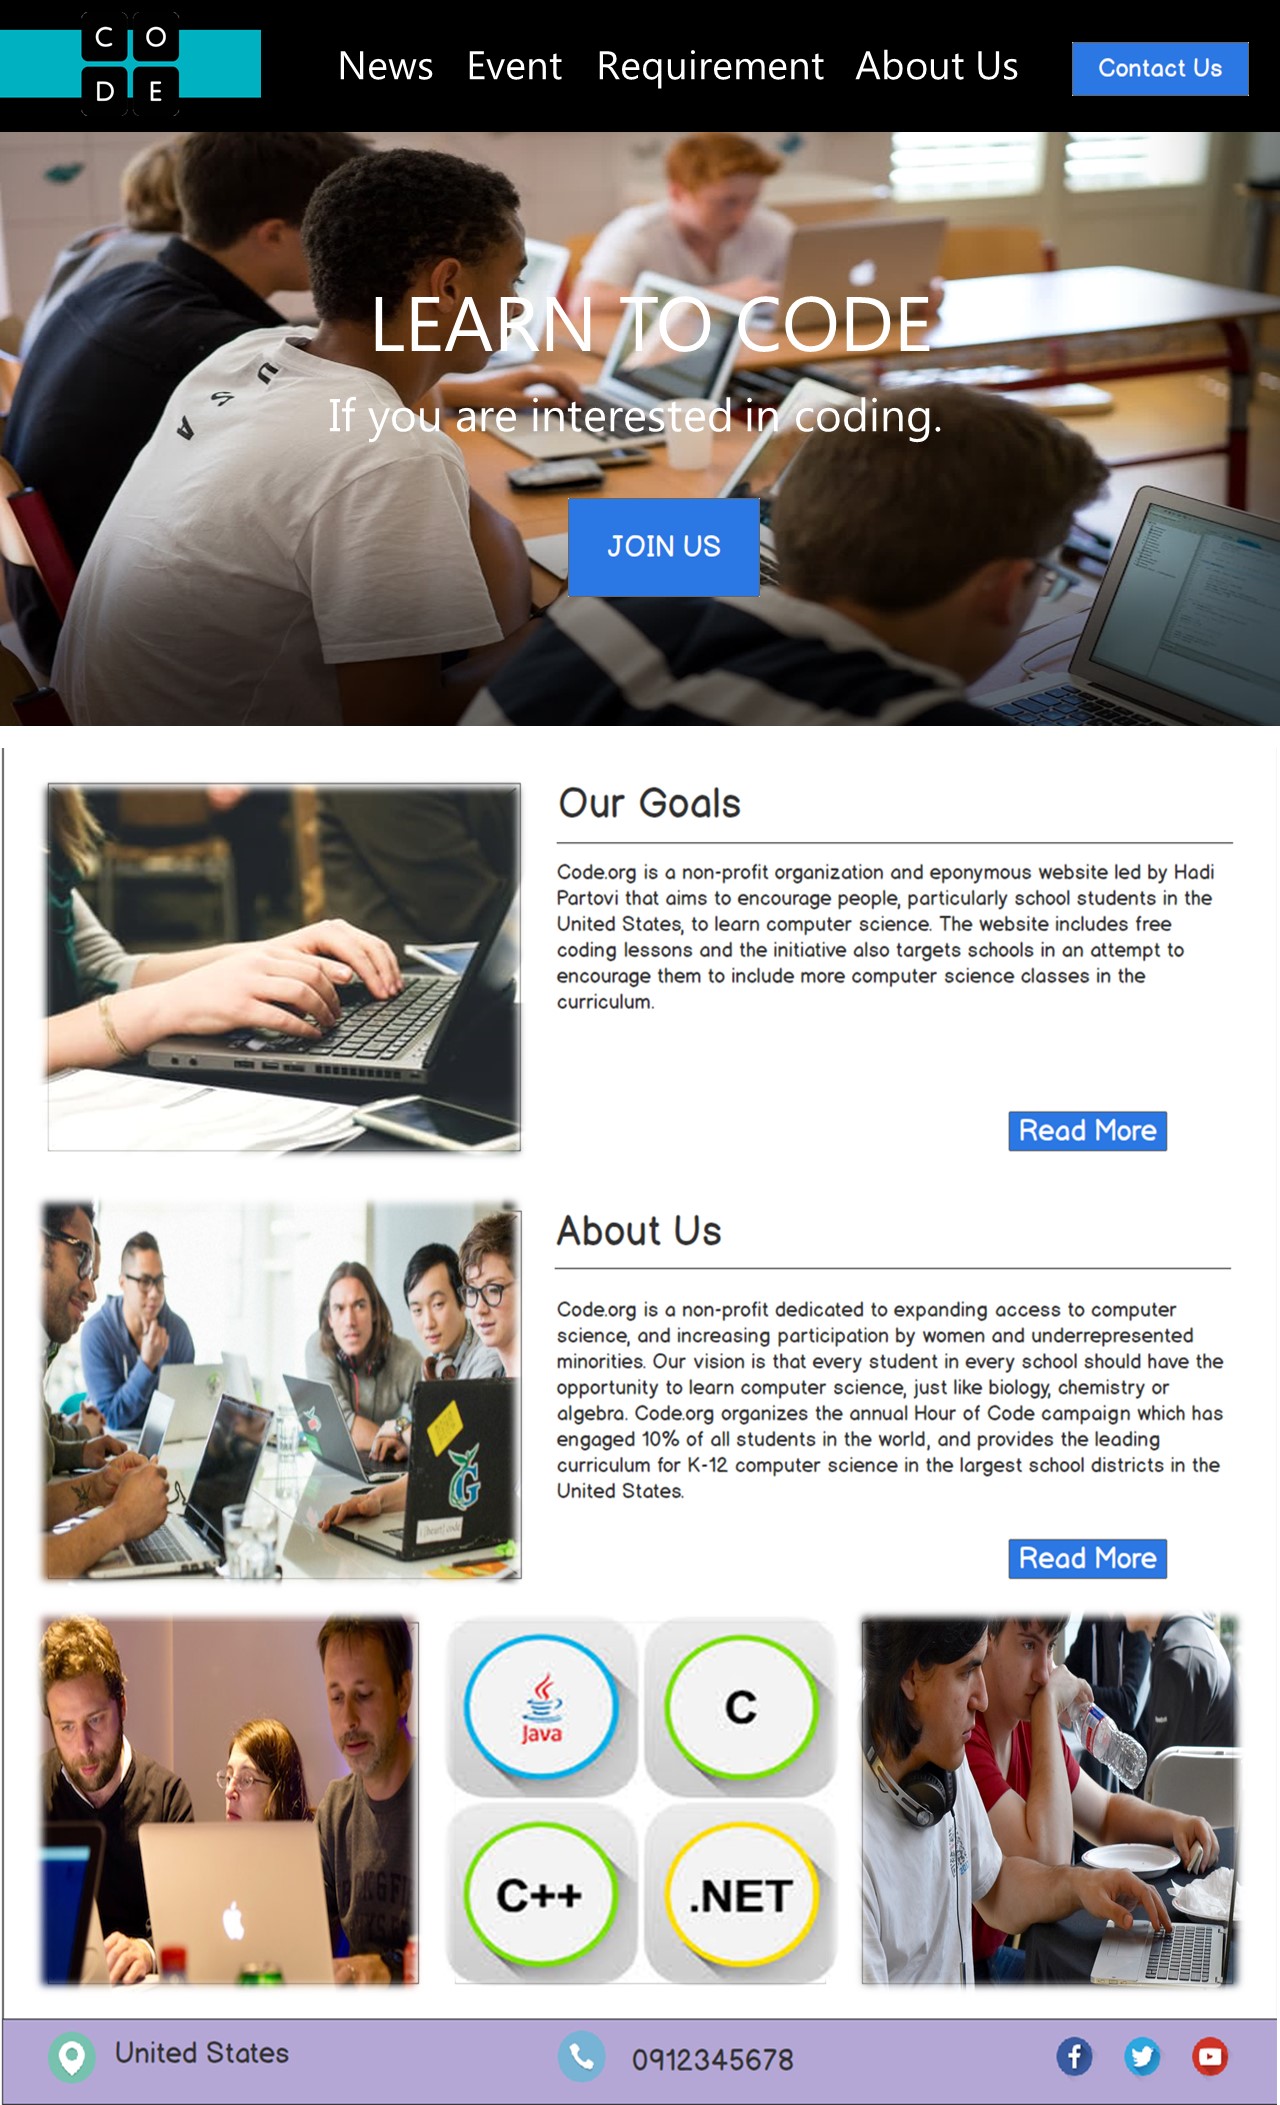 C O
D E
News Event Requirement About Us Contact Us
LEARN TO CODE
If you are interested in coding.
U S A
JOIN US
Our Goals
Code.org is a non-profit organization and eponymous website led by Hadi
Partovi that aims to encourage people, particularly school students in the
United States, to learn computer science. The website includes free
coding lessons and the initiative also targets schools in an attempt to
encourage them to include more computer science classes in the
curriculum.
Read More
About Us
Code.org is a non-profit dedicated to expanding access to computer
science, and increasing participation by women and underrepresented
minorities. Our vision is that every student in every school should have the
opportunity to learn computer science, just like biology, chemistry or
algebra. Code.org organizes the annual Hour of Code campaign which has
engaged 10% of all students in the world, and provides the leading
curriculum for K-12 computer science in the largest school districts in the
United States.
Read More
Java C
C++ .NET
United States 0912345678